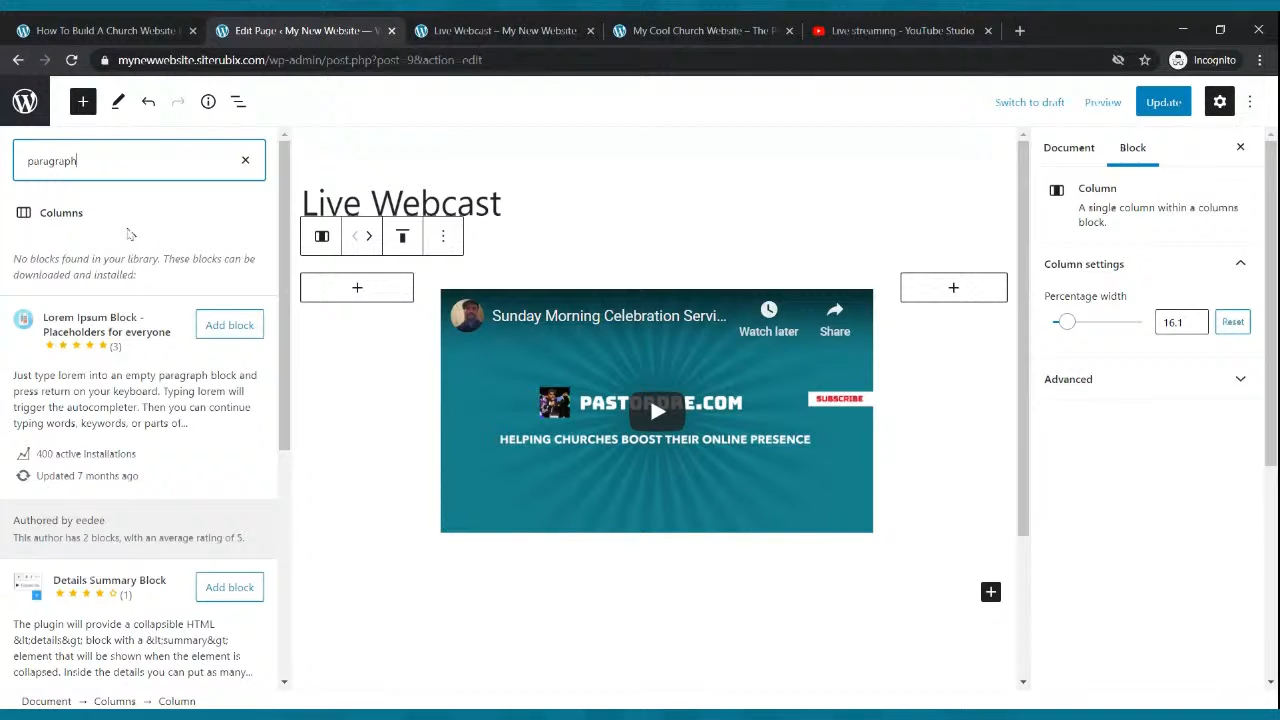 How To Build A Church Website
Edit Page ‹ My New Website —
Live Webcast – My New Website
My Cool Church Website – The P
Live streaming - YouTube Studio
mynewwebsite.siterubix.com/wp-admin/post.php?post=9&action=edit
Incognito
Switch to draft
Preview
Update
paragraph
Columns
No blocks found in your library. These blocks can be
downloaded and installed:
Lorem Ipsum Block -
Placeholders for everyone
(3)
Add block
Just type lorem into an empty paragraph block and
press return on your keyboard. Typing lorem will
trigger the autocompleter. Then you can continue
typing words, keywords, or parts of...
400 active installations
Updated 7 months ago
Authored by eedee
This author has 2 blocks, with an average rating of 5.
Details Summary Block
(1)
Add block
The plugin will provide a collapsible HTML
&lt;details&gt; block with a &lt;summary&gt;
element that will be shown when the element is
collapsed. Inside the details you can put as many...
Document → Columns → Column
Live Webcast
Sunday Morning Celebration Servi...
Watch later
Share
PASTORDRE.COM
SUBSCRIBE
HELPING CHURCHES BOOST THEIR ONLINE PRESENCE
Document
Block
Column
A single column within a columns
block.
Column settings
Percentage width
16.1
Reset
Advanced